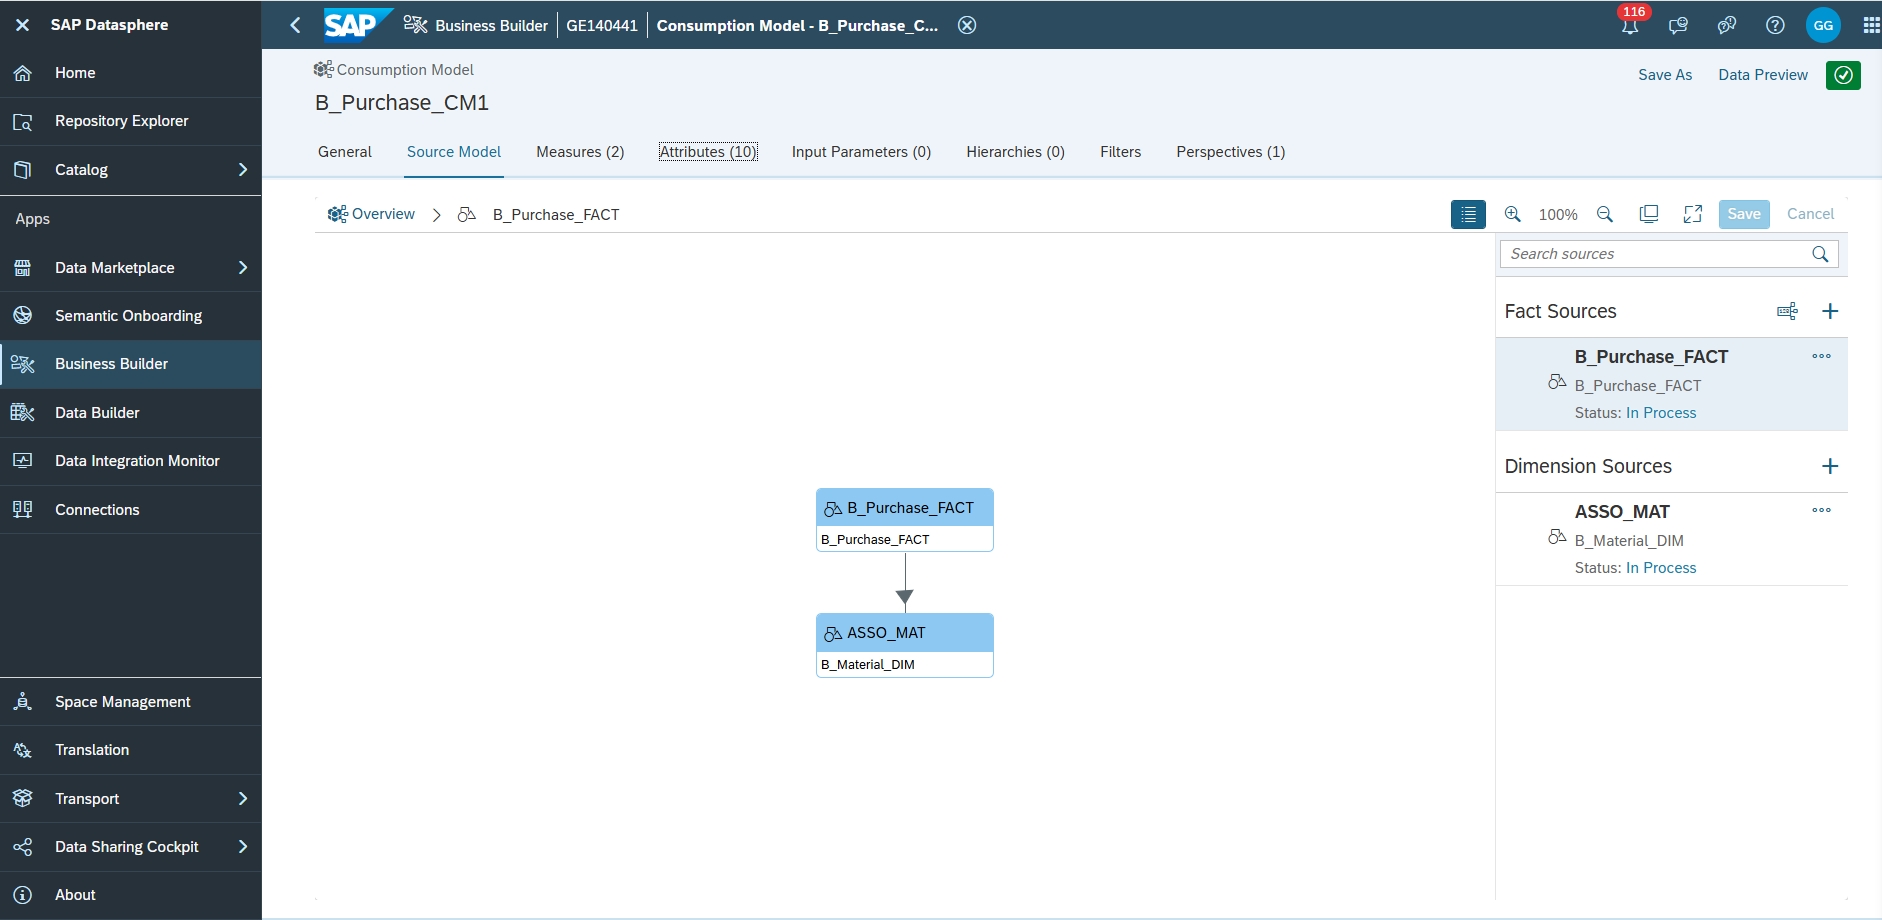 SAP Datasphere
Home
Repository Explorer
Catalog
Apps
Data Marketplace
Semantic Onboarding
Business Builder
Data Builder
Data Integration Monitor
Connections
Space Management
Translation
Transport
Data Sharing Cockpit
About
SAP Business Builder GE140441 Consumption Model - B_Purchase_C... 116 GG
Consumption Model
B_Purchase_CM1
Save As Data Preview
General Source Model Measures (2) Attributes (10) Input Parameters (0) Hierarchies (0) Filters Perspectives (1)
Overview B_Purchase_FACT 100% Save Cancel
B_Purchase_FACT
B_Purchase_FACT
ASSO_MAT
B_Material_DIM
Search sources
Fact Sources
B_Purchase_FACT
B_Purchase_FACT
Status: In Process
Dimension Sources
ASSO_MAT
B_Material_DIM
Status: In Process